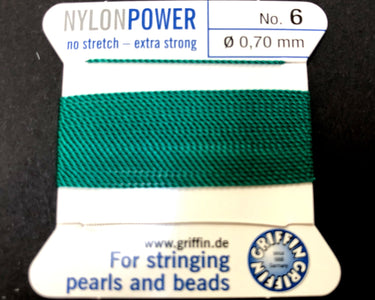 NYLONPOWER
no stretch – extra strong
No. 6
Ø 0,70 mm
www.griffin.de
For stringing
pearls and beads
GRIFFIN
GRIFFIN
Germany